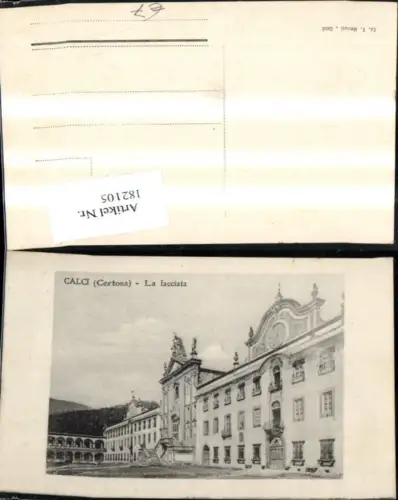 67
Artikel Nr.
182105
CALCI (Certosa) - La facciata